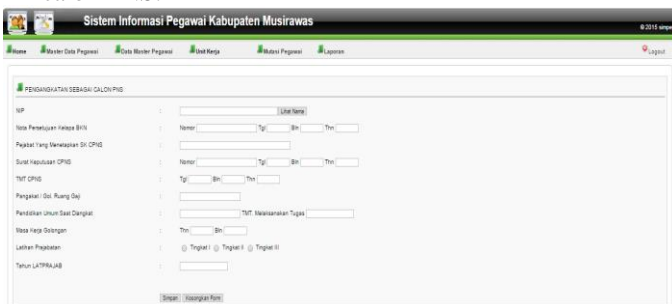 Sistem Informasi Pegawai Kabupaten Musirawas
© 2015 simpe
Home Master Data Pegawai Data Master Pegawai Unit Kerja Mutasi Pegawai Laporan Logout
PENGANGKATAN SEBAGAI CALON PNS
NIP : Lihat Nama
Nota Persetujuan Kelapa BKN : Nomor Tgl Bln Thn
Pejabat Yang Menetapkan SK CPNS :
Surat Keputusan CPNS : Nomor Tgl Bln Thn
TMT CPNS : Tgl Bln Thn
Pangakat / Gol. Ruang Gaji :
Pendidikan Umum Saat Diangkat : TMT. Melaksanakan Tugas
Masa Kerja Golongan : Thn Bln
Latihan Prajabatan : Tingkat I Tingkat II Tingkat III
Tahun LATPRAJAB :
Simpan Kosongkan Form